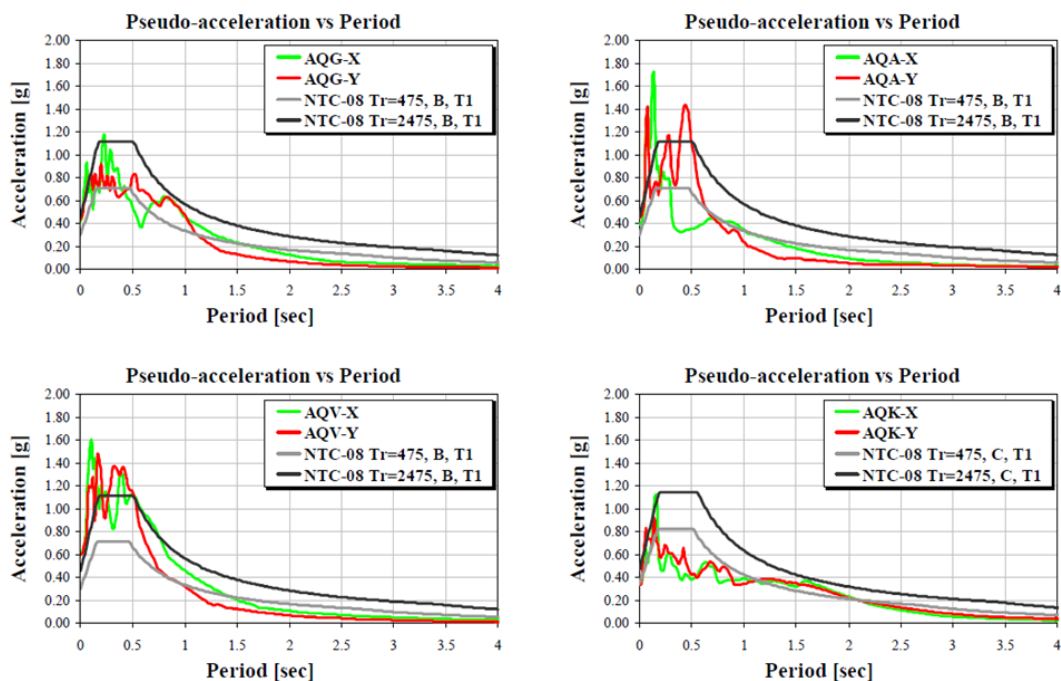 Pseudo-acceleration vs Period
Acceleration [g]
2.00
1.80
1.60
1.40
1.20
1.00
0.80
0.60
0.40
0.20
0.00
AQG-X
AQG-Y
NTC-08 Tr=475, B, T1
NTC-08 Tr=2475, B, T1
0 0.5 1 1.5 2 2.5 3 3.5 4
Period [sec]
Pseudo-acceleration vs Period
Acceleration [g]
2.00
1.80
1.60
1.40
1.20
1.00
0.80
0.60
0.40
0.20
0.00
AQA-X
AQA-Y
NTC-08 Tr=475, B, T1
NTC-08 Tr=2475, B, T1
0 0.5 1 1.5 2 2.5 3 3.5 4
Period [sec]
Pseudo-acceleration vs Period
Acceleration [g]
2.00
1.80
1.60
1.40
1.20
1.00
0.80
0.60
0.40
0.20
0.00
AQV-X
AQV-Y
NTC-08 Tr=475, B, T1
NTC-08 Tr=2475, B, T1
0 0.5 1 1.5 2 2.5 3 3.5 4
Period [sec]
Pseudo-acceleration vs Period
Acceleration [g]
2.00
1.80
1.60
1.40
1.20
1.00
0.80
0.60
0.40
0.20
0.00
AQK-X
AQK-Y
NTC-08 Tr=475, C, T1
NTC-08 Tr=2475, C, T1
0 0.5 1 1.5 2 2.5 3 3.5 4
Period [sec]